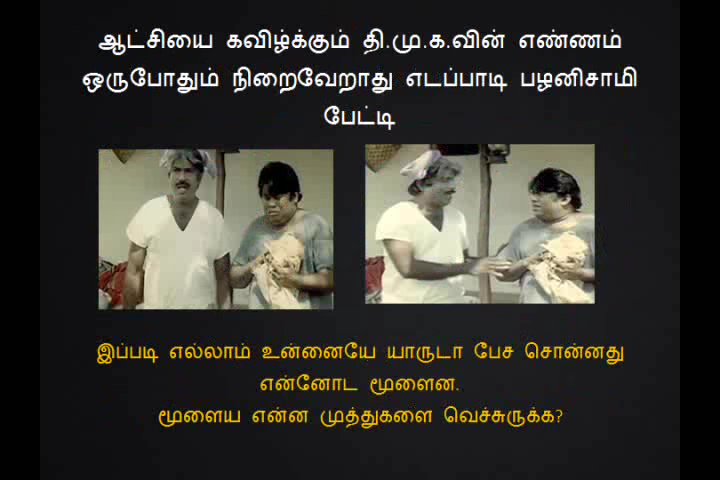 ஆட்சியை கவிழ்க்கும் தி.மு.க.வின் எண்ணம்
ஒருபோதும் நிறைவேறாது எடப்பாடி பழனிசாமி
பேட்டி
இப்படி எல்லாம் உன்னையே யாருடா பேச சொன்னது
என்னோட மூளைன.
மூளைய என்ன முத்துகளை வெச்சுருக்க?